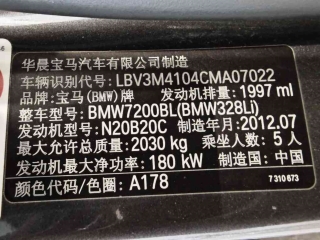 华晨宝马汽车有限公司制造
车辆识别代号: LBV3M4104CMA07022
品牌: 宝马(BMW)牌 发动机排量: 1997 ml
整车型号: BMW7200BL(BMW328Li)
发动机型号: N20B20C 制造年月: 2012.07
最大允许总质量: 2030 kg 乘坐人数: 5 人
发动机最大净功率: 180 kW 制造国: 中国
颜色代码/色圈: A178
7 310 673